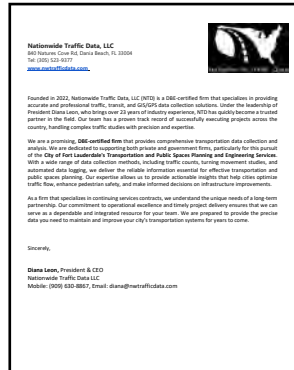 Nationwide Traffic Data, LLC
840 Natures Cove Rd, Dania Beach, FL 33004
Tel: (305) 523-9377
www.nwtrafficdata.com
Founded in 2022, Nationwide Traffic Data, LLC (NTD) is a DBE-certified firm that specializes in providing
accurate and professional traffic, transit, and GIS/GPS data collection solutions. Under the leadership of
President Diana Leon, who brings over 23 years of industry experience, NTD has quickly become a trusted
partner in the field. Our team has a proven track record of successfully executing projects across the
country, handling complex traffic studies with precision and expertise.
We are a promising, DBE-certified firm that provides comprehensive transportation data collection and
analysis. We are dedicated to supporting both private and government firms, particularly for this pursuit
of the City of Fort Lauderdale's Transportation and Public Spaces Planning and Engineering Services.
With a wide range of data collection methods, including traffic counts, turning movement studies, and
automated data logging, we deliver the reliable information essential for effective transportation and
public spaces planning. Our expertise allows us to provide actionable insights that help cities optimize
traffic flow, enhance pedestrian safety, and make informed decisions on infrastructure improvements.
As a firm that specializes in continuing services contracts, we understand the unique needs of a long-term
partnership. Our commitment to operational excellence and timely project delivery ensures that we can
serve as a dependable and integrated resource for your team. We are prepared to provide the precise
data you need to maintain and improve your city's transportation systems for years to come.
Sincerely,
Diana Leon, President & CEO
Nationwide Traffic Data LLC
Mobile: (909) 630-8867, Email: diana@nwtrafficdata.com